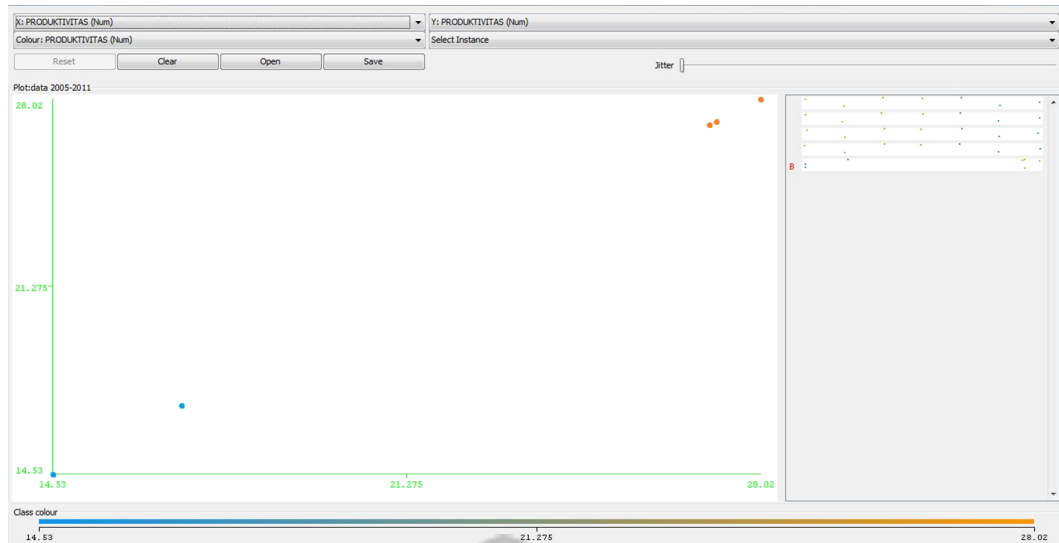 X: PRODUKTIVITAS (Num)
Y: PRODUKTIVITAS (Num)
Colour: PRODUKTIVITAS (Num)
Select Instance
Reset
Clear
Open
Save
Jitter
Plot:data 2005-2011
28.02
21.275
14.53
14.53
21.275
28.02
B
Class colour
14.53
21.275
28.02